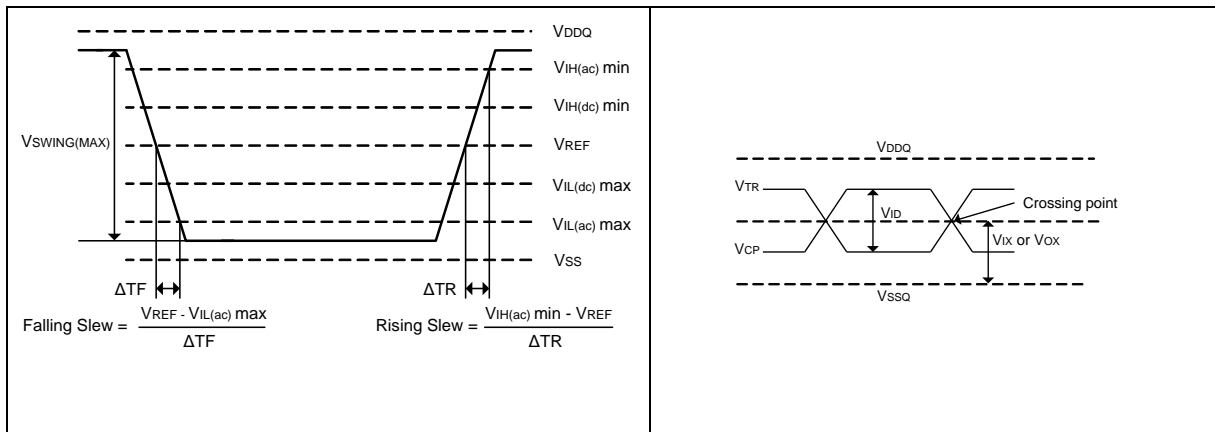 VDDQ
VIH(ac) min
VIH(dc) min
VSWING(MAX)
VREF
VIL(dc) max
VIL(ac) max
VSS
ΔTF
ΔTR
Falling Slew = VREF - VIL(ac) max
ΔTF
Rising Slew = VIH(ac) min - VREF
ΔTR
VDDQ
VTR
VID
Crossing point
VIX or VOX
VCP
VSSQ